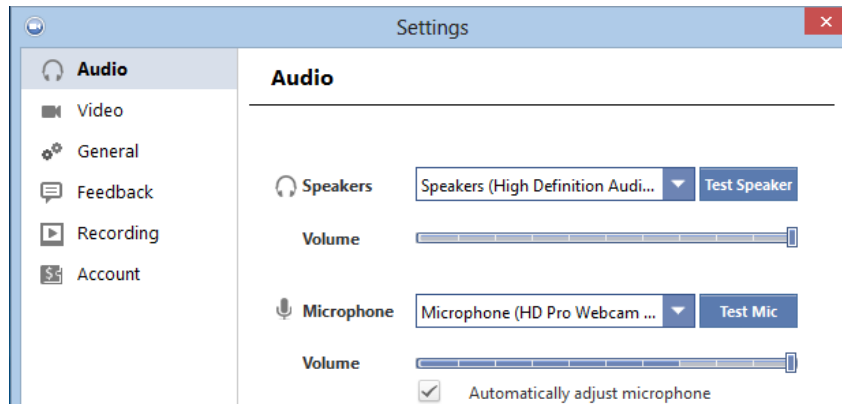 Settings
Audio
Video
General
Feedback
Recording
Account
Audio
Speakers Speakers (High Definition Audi... Test Speaker
Volume
Microphone Microphone (HD Pro Webcam ... Test Mic
Volume
Automatically adjust microphone